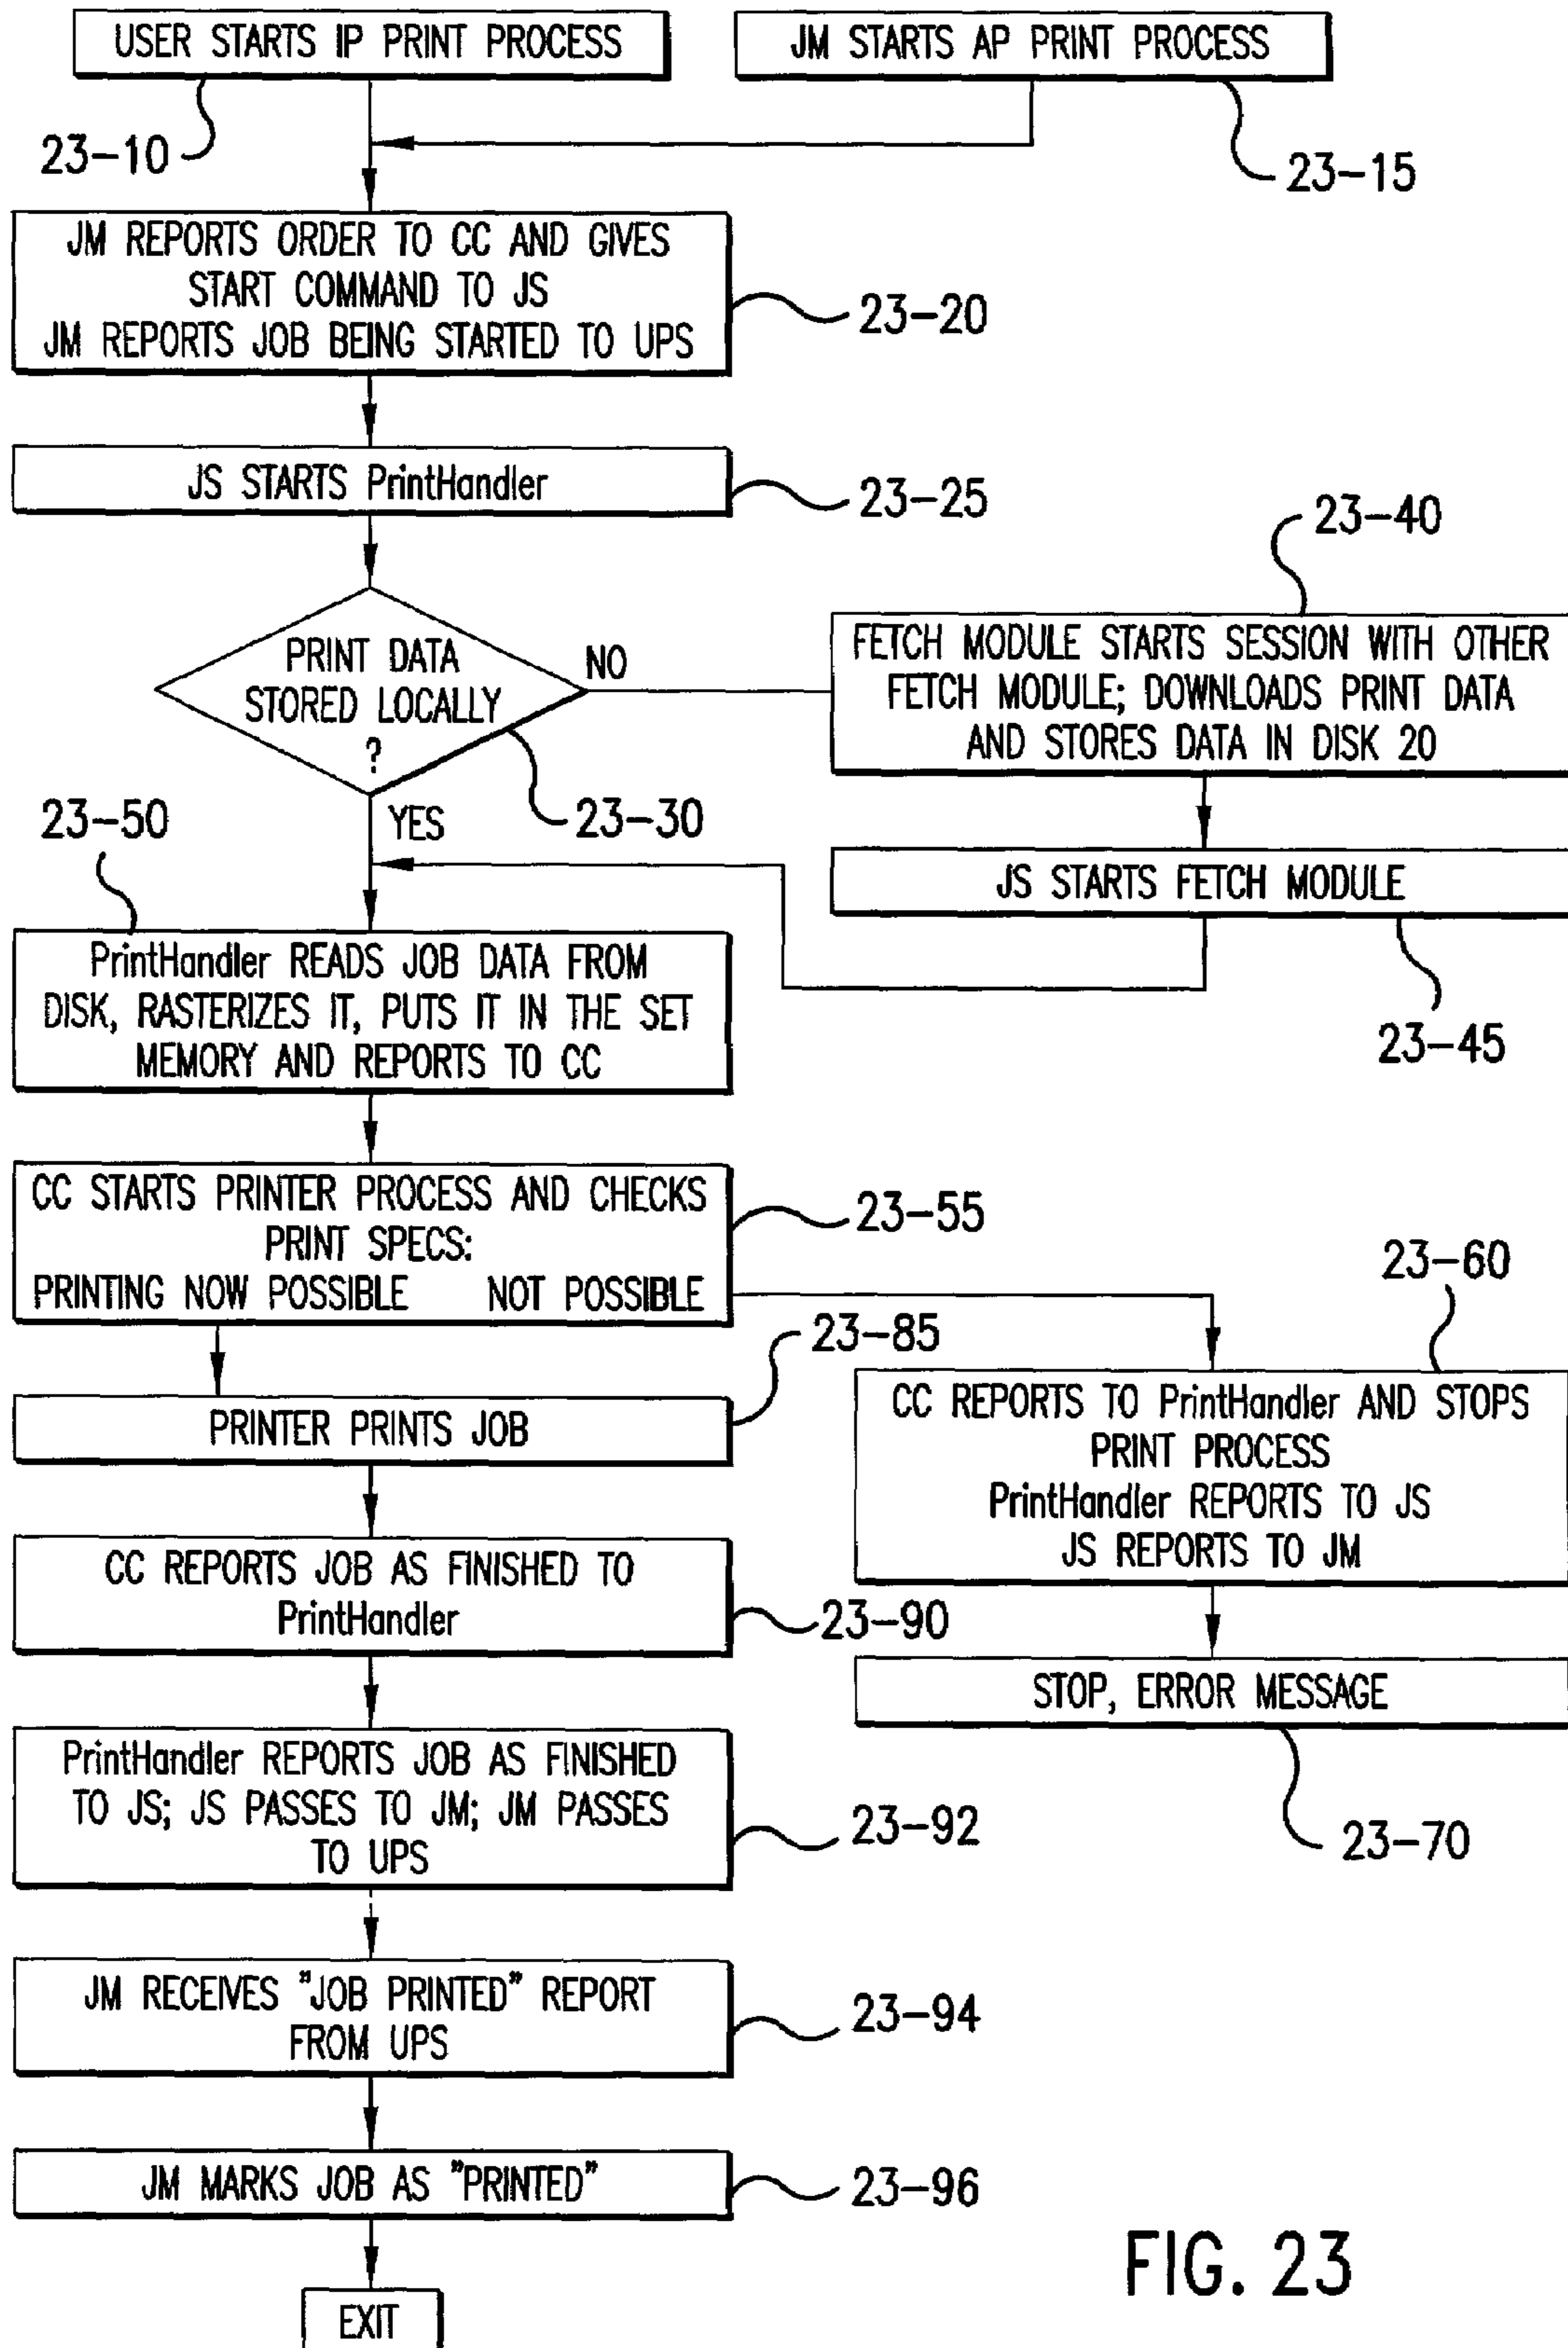 USER STARTS IP PRINT PROCESS
JM STARTS AP PRINT PROCESS
23-10
23-15
JM REPORTS ORDER TO CC AND GIVES
START COMMAND TO JS
JM REPORTS JOB BEING STARTED TO UPS
23-20
JS STARTS PrintHandler
23-25
23-40
PRINT DATA
STORED LOCALLY
?
NO
FETCH MODULE STARTS SESSION WITH OTHER
FETCH MODULE; DOWNLOADS PRINT DATA
AND STORES DATA IN DISK 20
23-30
YES
23-50
JS STARTS FETCH MODULE
23-45
PrintHandler READS JOB DATA FROM
DISK, RASTERIZES IT, PUTS IT IN THE SET
MEMORY AND REPORTS TO CC
CC STARTS PRINTER PROCESS AND CHECKS
PRINT SPECS:
PRINTING NOW POSSIBLE NOT POSSIBLE
23-55
23-60
23-85
PRINTER PRINTS JOB
CC REPORTS TO PrintHandler AND STOPS
PRINT PROCESS
PrintHandler REPORTS TO JS
JS REPORTS TO JM
CC REPORTS JOB AS FINISHED TO
PrintHandler
23-90
STOP, ERROR MESSAGE
23-70
PrintHandler REPORTS JOB AS FINISHED
TO JS; JS PASSES TO JM; JM PASSES
TO UPS
23-92
JM RECEIVES "JOB PRINTED" REPORT
FROM UPS
23-94
JM MARKS JOB AS "PRINTED"
23-96
EXIT
FIG. 23